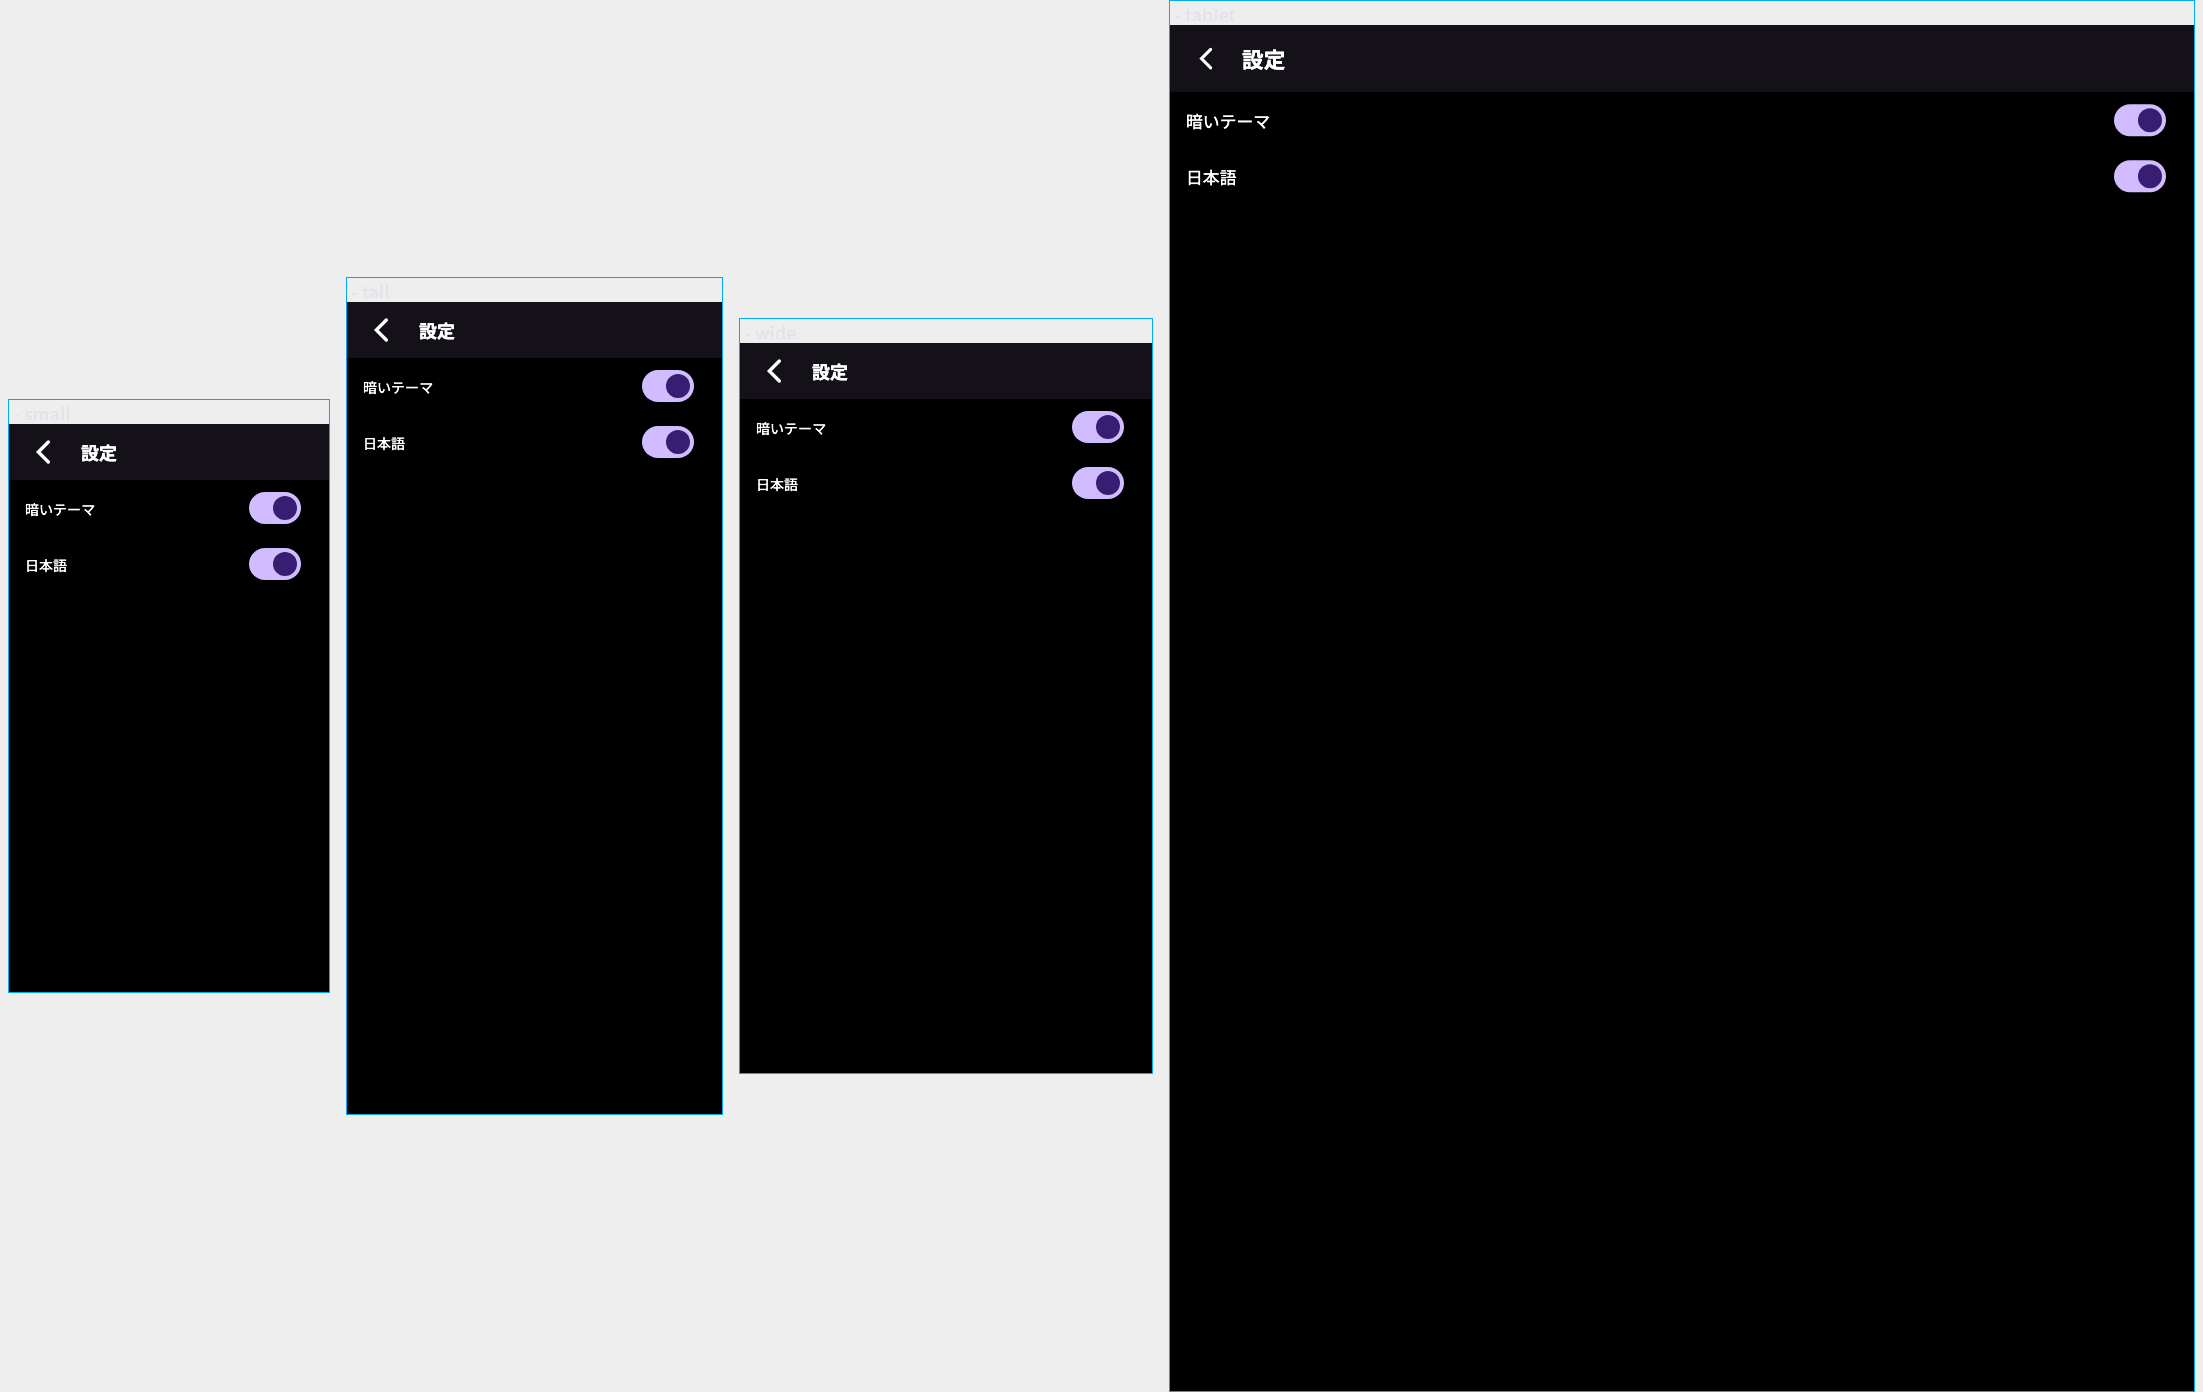 - small
設定
暗いテーマ
日本語
- tall
設定
暗いテーマ
日本語
- wide
設定
暗いテーマ
日本語
- tablet
設定
暗いテーマ
日本語